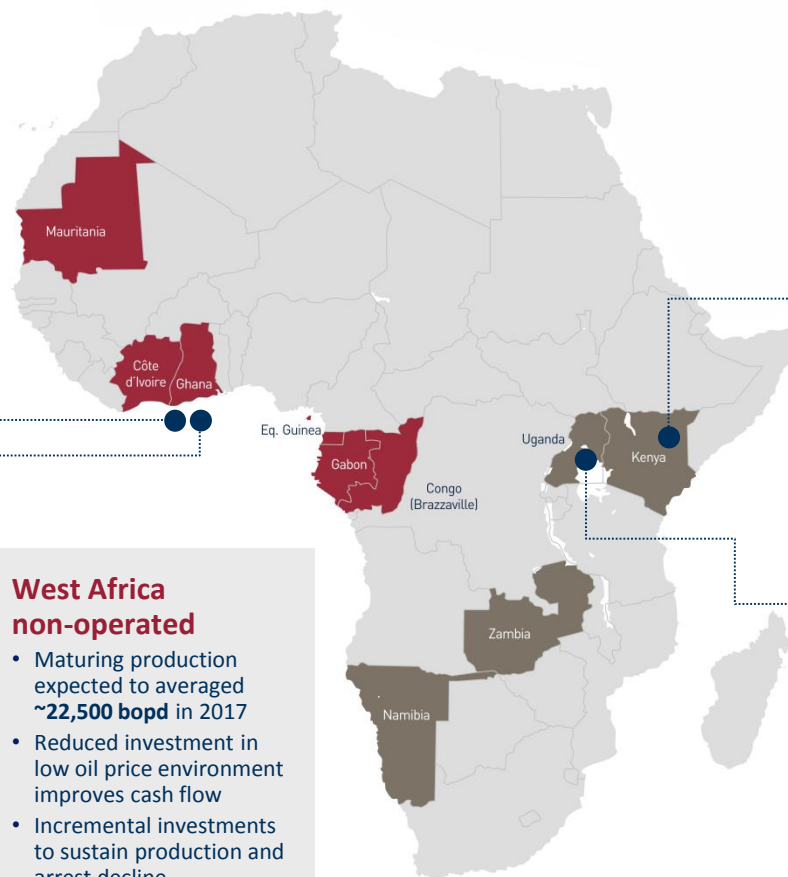 Mauritania
Côte
d'Ivoire
Ghana
Eq. Guinea
Gabon
Congo
(Brazzaville)
Uganda
Kenya
Zambia
Namibia
West Africa
non-operated
• Maturing production
expected to averaged
~22,500 bopd in 2017
• Reduced investment in
low oil price environment
improves cash flow
• Incremental investments
to sustain production and
arrest decline